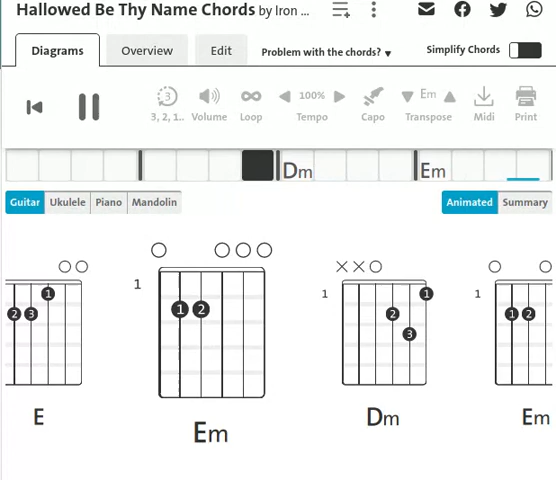 Hallowed Be Thy Name Chords by Iron ...
Diagrams Overview Edit Problem with the chords? Simplify Chords
3
3, 2, 1.. Volume Loop 100% Tempo Capo Em Transpose Midi Print
Dm Em
Guitar Ukulele Piano Mandolin Animated Summary
1 1 1
1 1
2 3 1 2 2 1 2
3
E Em Dm Em